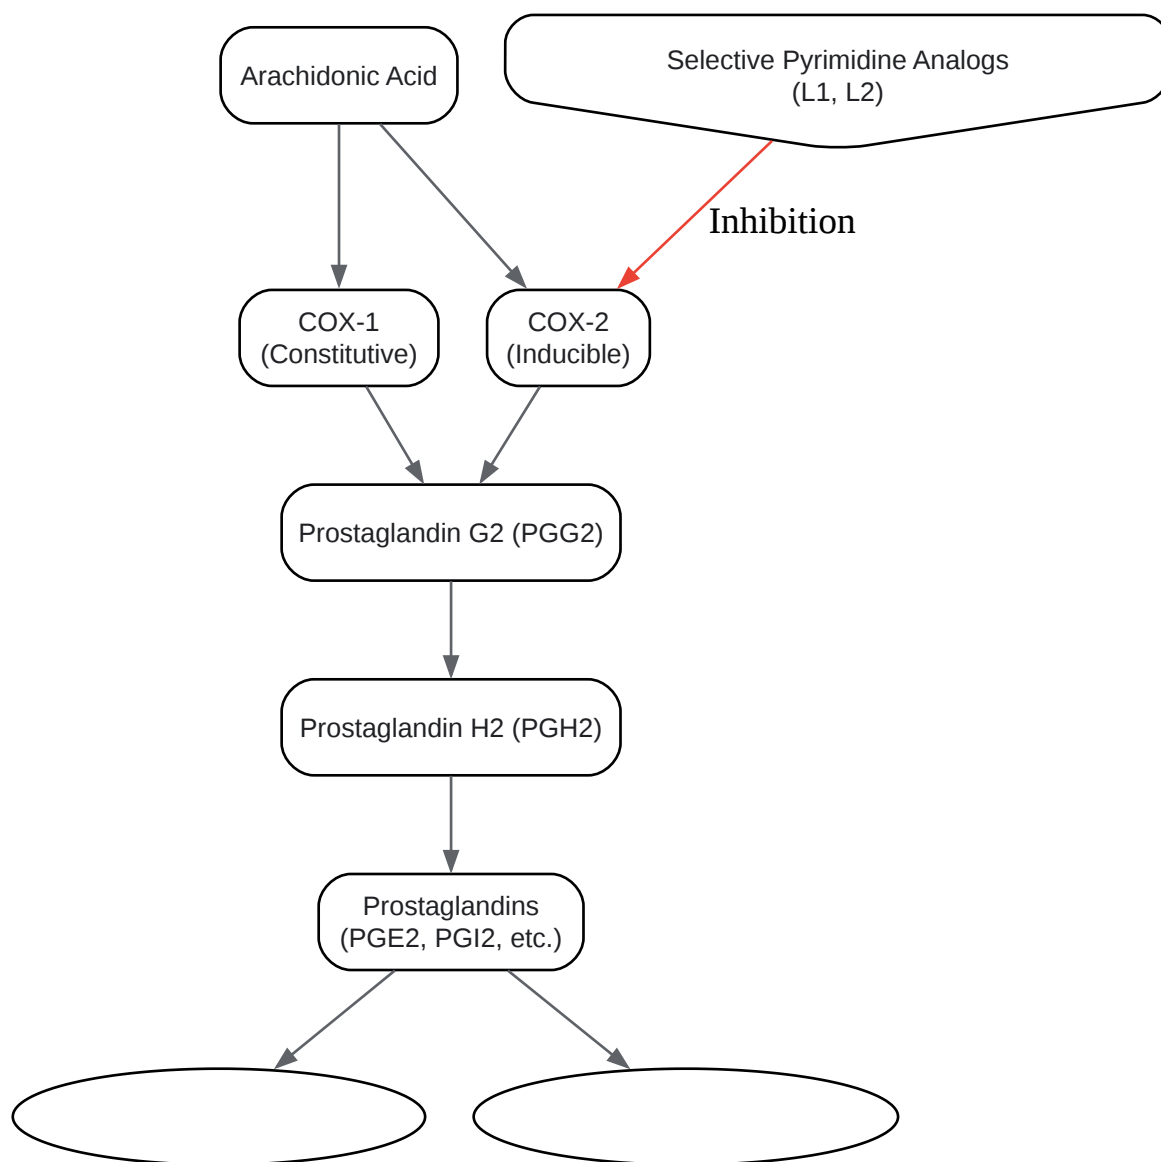 Arachidonic Acid
Selective Pyrimidine Analogs
(L1, L2)
Inhibition
COX-1
(Constitutive)
COX-2
(Inducible)
Prostaglandin G2 (PGG2)
Prostaglandin H2 (PGH2)
Prostaglandins
(PGE2, PGI2, etc.)